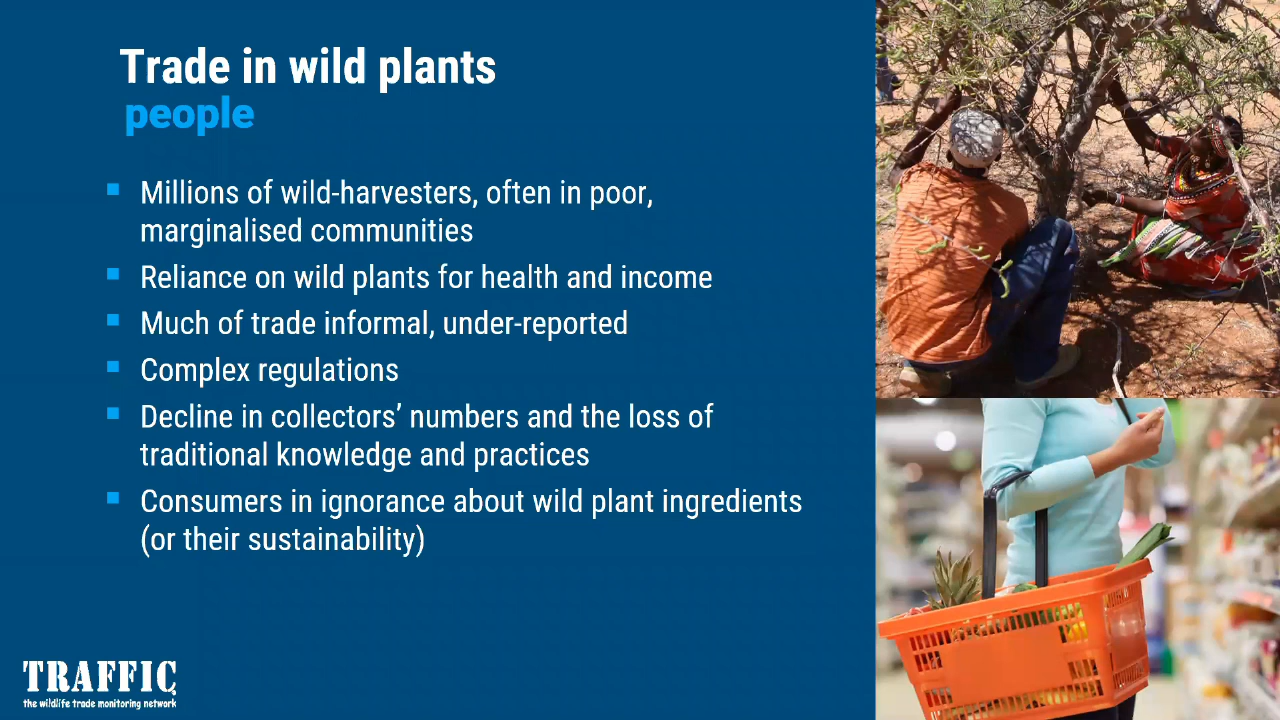 Trade in wild plants
people
Millions of wild-harvesters, often in poor,
marginalised communities
Reliance on wild plants for health and income
Much of trade informal, under-reported
Complex regulations
Decline in collectors’ numbers and the loss of
traditional knowledge and practices
Consumers in ignorance about wild plant ingredients
(or their sustainability)
TRAFFIC
the wildlife trade monitoring network